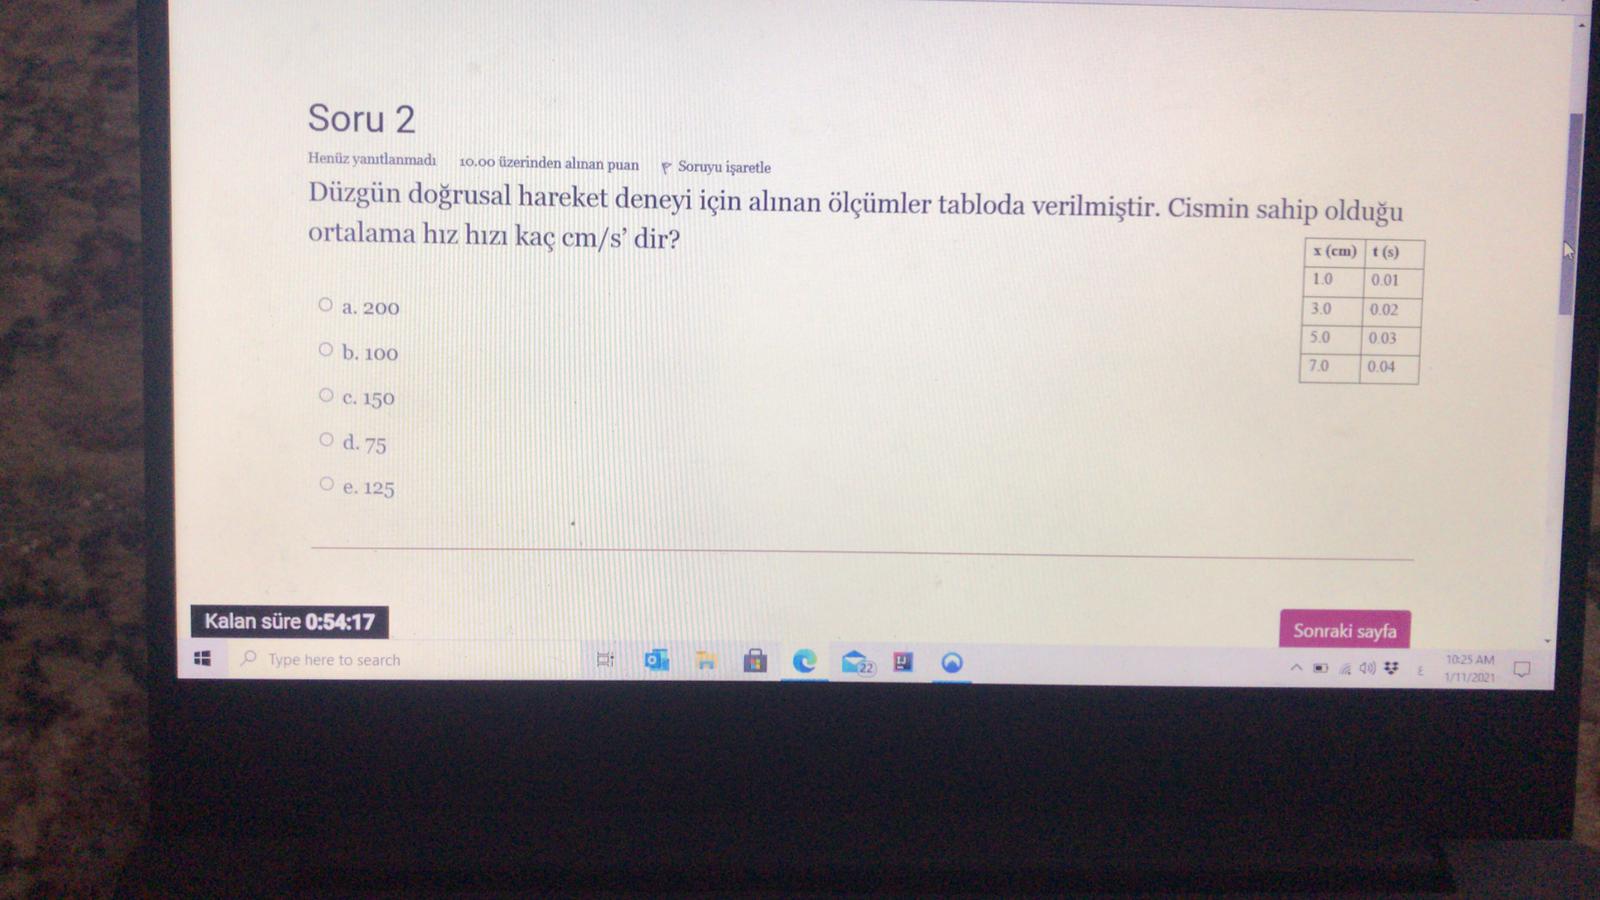 Soru 2
Henüz yanıtlanmadı 10.00 üzerinden alınan puan Soruyu işaretle
Düzgün doğrusal hareket deneyi için alınan ölçümler tabloda verilmiştir. Cismin sahip olduğu
ortalama hız hızı kaç cm/s’ dir?
x (cm) t (s)
1.0 0.01
3.0 0.02
5.0 0.03
7.0 0.04
a. 200
b. 100
c. 150
d. 75
e. 125
Kalan süre 0:54:17
Sonraki sayfa
Type here to search
22
10:25 AM
1/11/2021